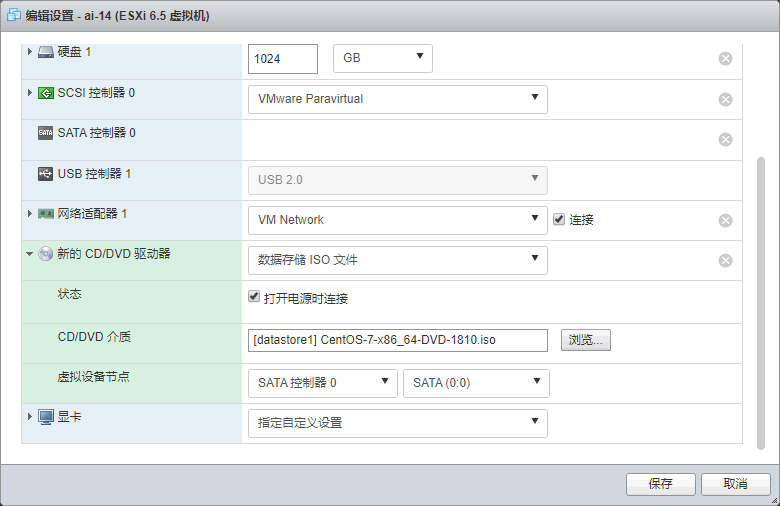 编辑设置 - ai-14 (ESXi 6.5 虚拟机)
硬盘 1 1024 GB
SCSI 控制器 0 VMware Paravirtual
SATA SATA 控制器 0
USB 控制器 1 USB 2.0
网络适配器 1 VM Network 连接
新的 CD/DVD 驱动器 数据存储 ISO 文件
状态 打开电源时连接
CD/DVD 介质 [datastore1] CentOS-7-x86_64-DVD-1810.iso 浏览...
虚拟设备节点 SATA 控制器 0 SATA (0:0)
显卡 指定自定义设置
保存 取消